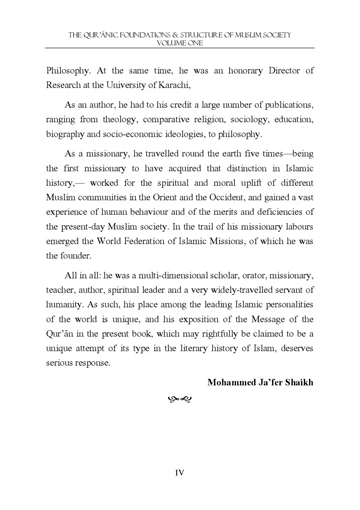 THE QUR'ĀNIC FOUNDATIONS & STRUCTURE OF MUSLIM SOCIETY
VOLUME ONE
Philosophy. At the same time, he was an honorary Director of
Research at the University of Karachi,
As an author, he had to his credit a large number of publications,
ranging from theology, comparative religion, sociology, education,
biography and socio-economic ideologies, to philosophy.
As a missionary, he travelled round the earth five times—being
the first missionary to have acquired that distinction in Islamic
history,— worked for the spiritual and moral uplift of different
Muslim communities in the Orient and the Occident, and gained a vast
experience of human behaviour and of the merits and deficiencies of
the present-day Muslim society. In the trail of his missionary labours
emerged the World Federation of Islamic Missions, of which he was
the founder.
All in all: he was a multi-dimensional scholar, orator, missionary,
teacher, author, spiritual leader and a very widely-travelled servant of
humanity. As such, his place among the leading Islamic personalities
of the world is unique, and his exposition of the Message of the
Qur'ān in the present book, which may rightfully be claimed to be a
unique attempt of its type in the literary history of Islam, deserves
serious response.
Mohammed Ja'fer Shaikh
IV